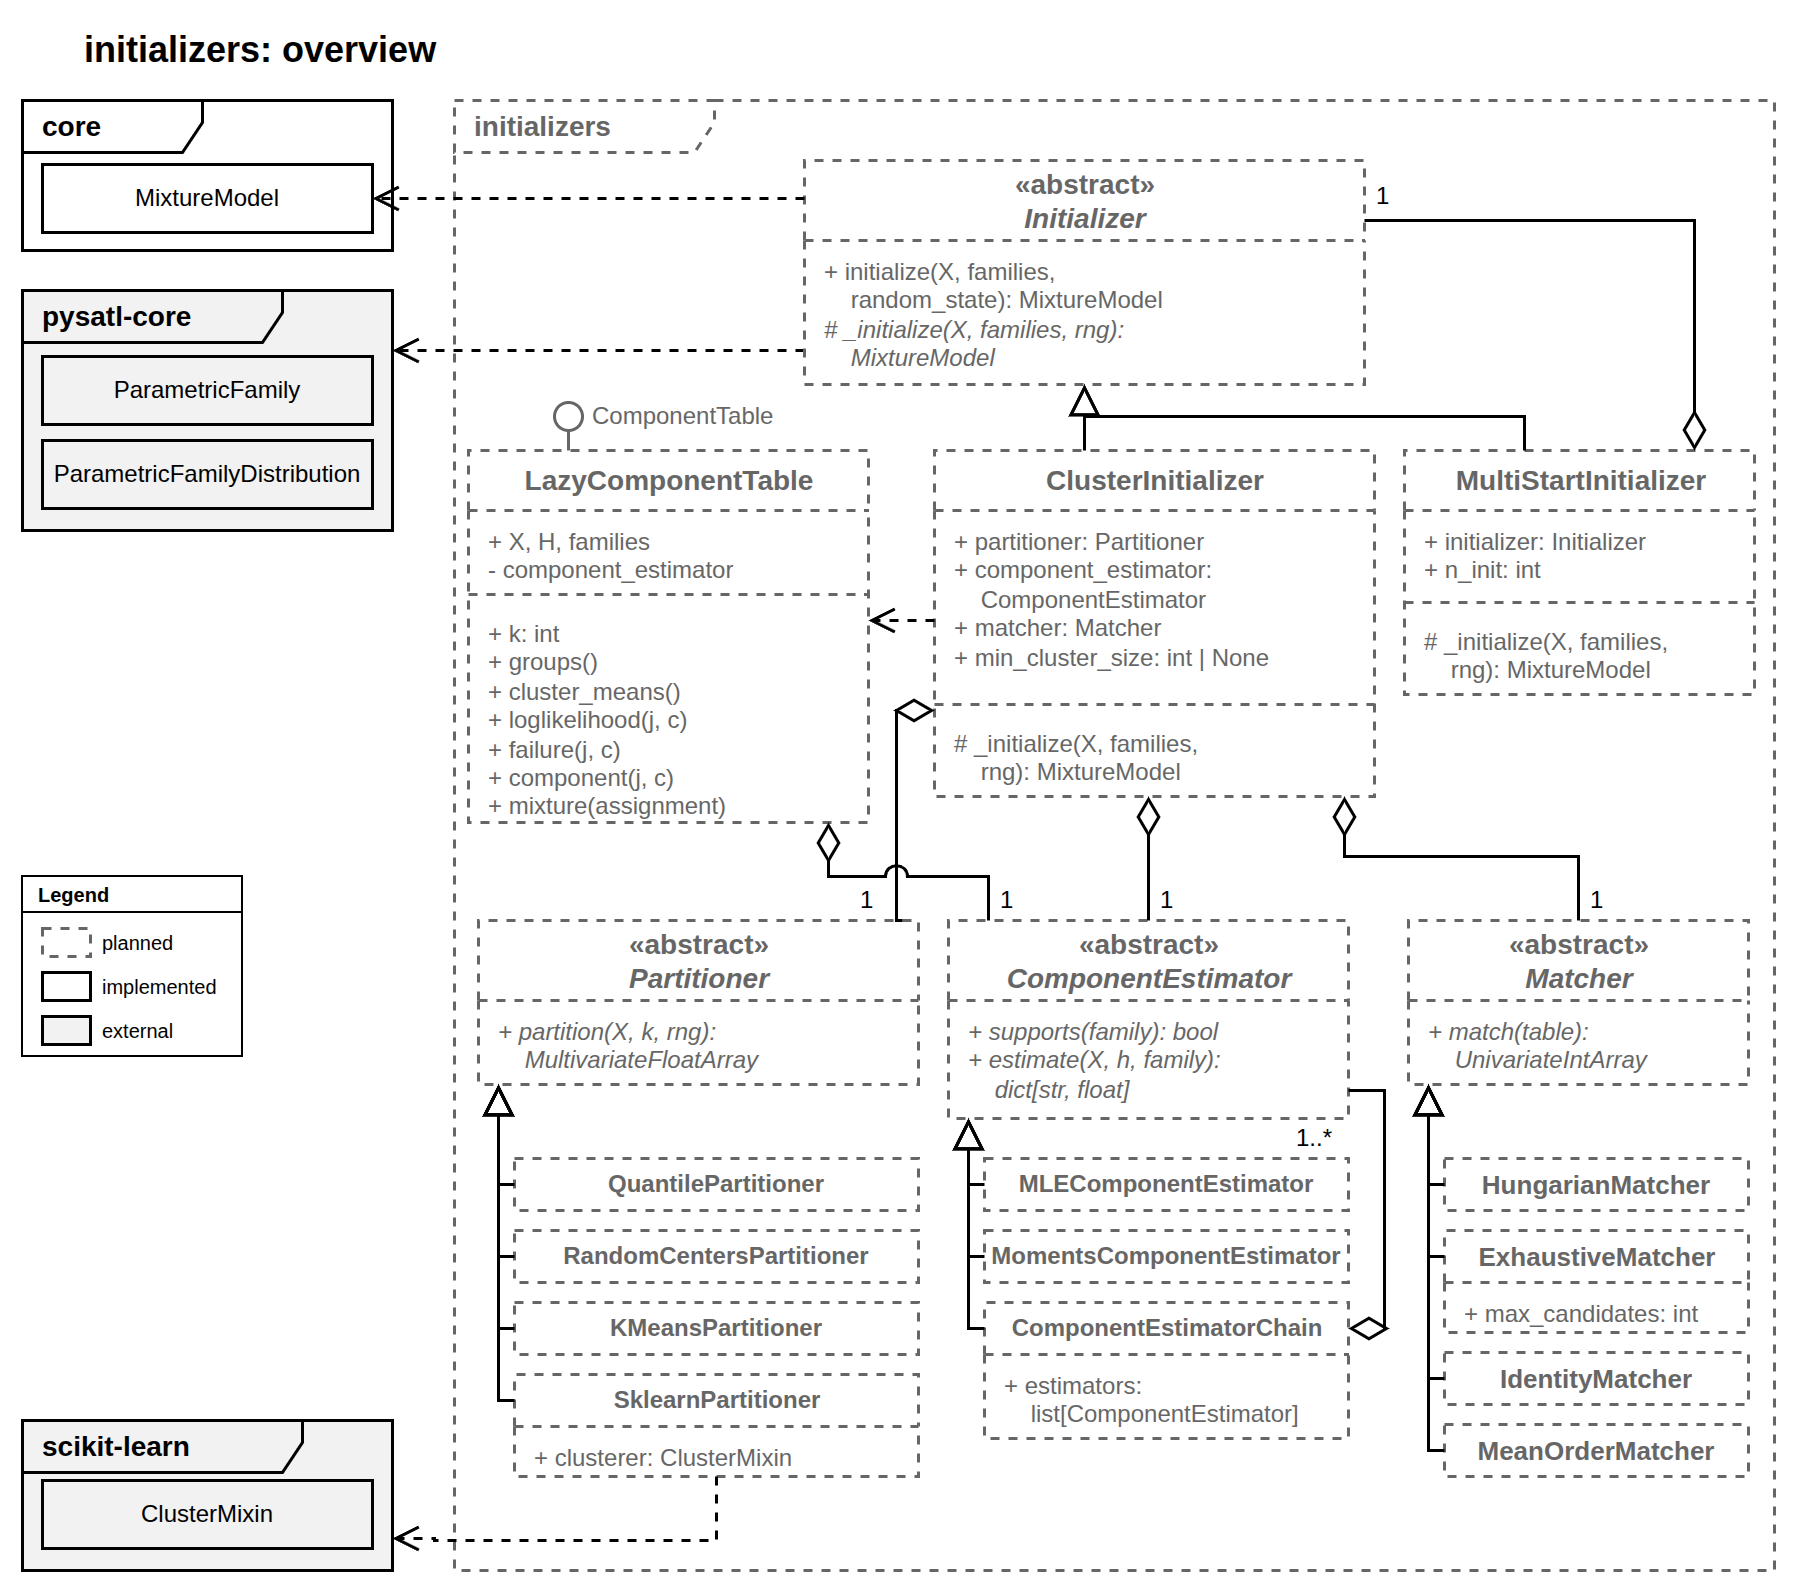 initializers: overview
core
MixtureModel
pysatl-core
ParametricFamily
ParametricFamilyDistribution
initializers
«abstract»
Initializer
+ initialize(X, families,
random_state): MixtureModel
# _initialize(X, families, rng):
MixtureModel
1
ComponentTable
LazyComponentTable
+ X, H, families
- component_estimator
+ k: int
+ groups()
+ cluster_means()
+ loglikelihood(j, c)
+ failure(j, c)
+ component(j, c)
+ mixture(assignment)
ClusterInitializer
+ partitioner: Partitioner
+ component_estimator:
ComponentEstimator
+ matcher: Matcher
+ min_cluster_size: int | None
# _initialize(X, families,
rng): MixtureModel
MultiStartInitializer
+ initializer: Initializer
+ n_init: int
# _initialize(X, families,
rng): MixtureModel
Legend
planned
implemented
external
1
1
1
1
«abstract»
Partitioner
+ partition(X, k, rng):
MultivariateFloatArray
QuantilePartitioner
RandomCentersPartitioner
KMeansPartitioner
SklearnPartitioner
+ clusterer: ClusterMixin
«abstract»
ComponentEstimator
+ supports(family): bool
+ estimate(X, h, family):
dict[str, float]
1..*
MLEComponentEstimator
MomentsComponentEstimator
ComponentEstimatorChain
+ estimators:
list[ComponentEstimator]
«abstract»
Matcher
+ match(table):
UnivariateIntArray
HungarianMatcher
ExhaustiveMatcher
+ max_candidates: int
IdentityMatcher
MeanOrderMatcher
scikit-learn
ClusterMixin